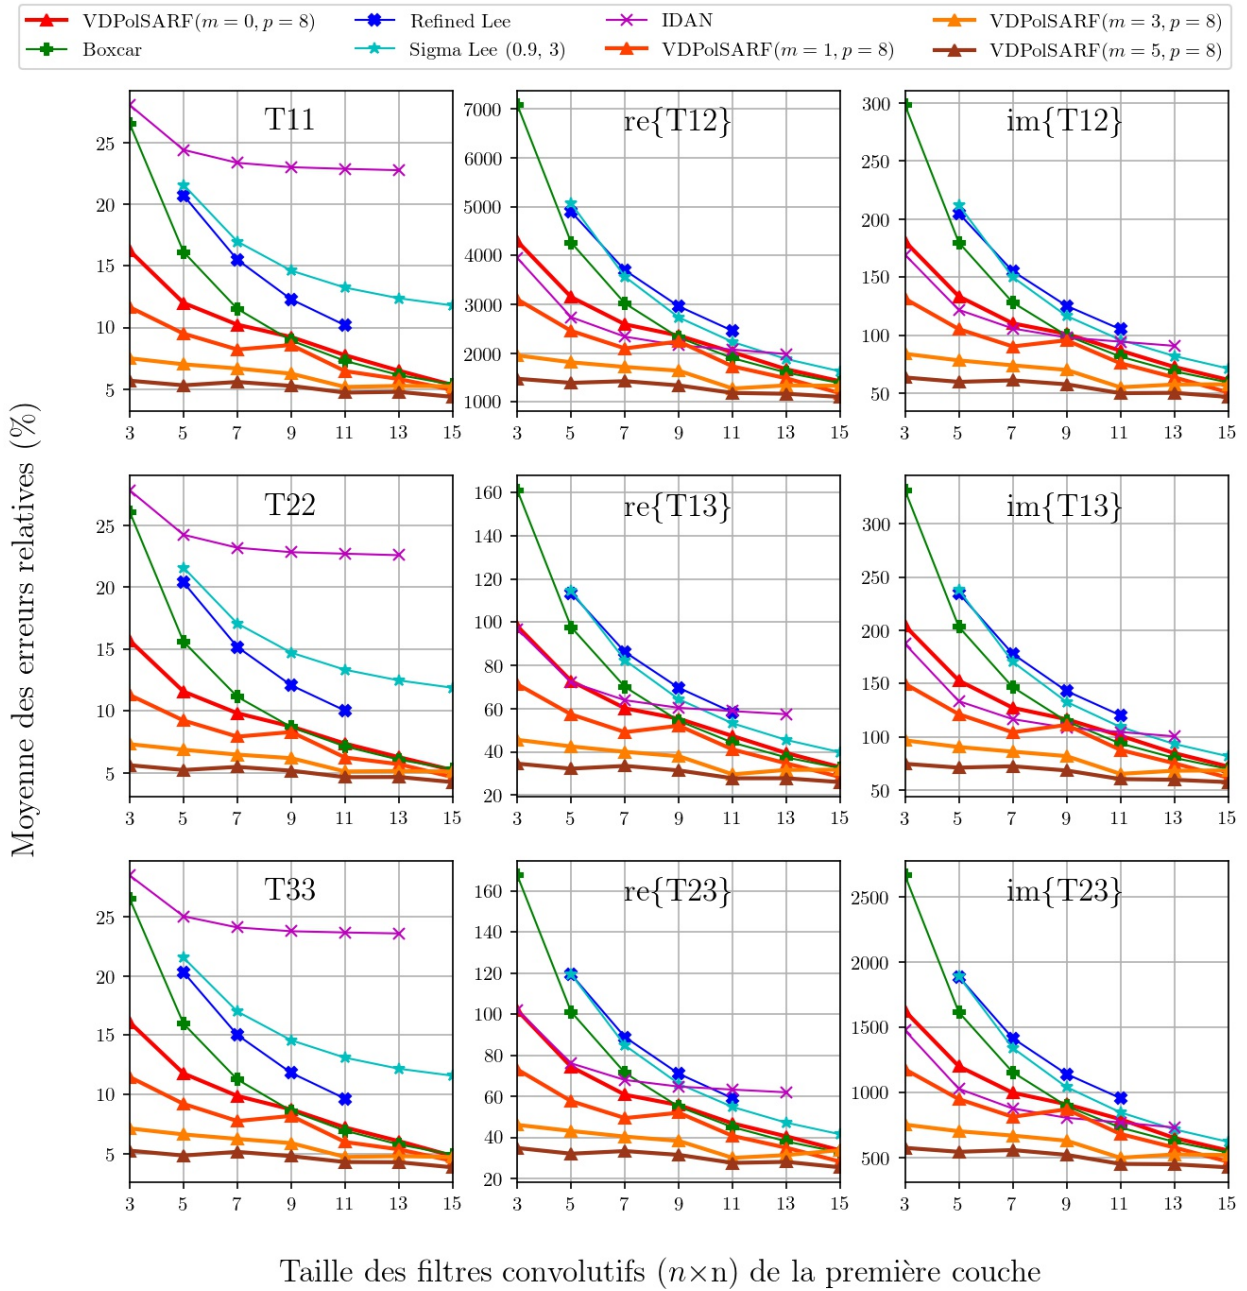 VDPolSARF(m = 0, p = 8) Refined Lee IDAN VDPolSARF(m = 3, p = 8)
Boxcar Sigma Lee (0.9, 3) VDPolSARF(m = 1, p = 8) VDPolSARF(m = 5, p = 8)
Moyenne des erreurs relatives (%)
T11
25
20
15
10
5
3 5 7 9 11 13 15
re{T12}
7000
6000
5000
4000
3000
2000
1000
3 5 7 9 11 13 15
im{T12}
300
250
200
150
100
50
3 5 7 9 11 13 15
T22
25
20
15
10
5
3 5 7 9 11 13 15
re{T13}
160
140
120
100
80
60
40
20
3 5 7 9 11 13 15
im{T13}
300
250
200
150
100
50
3 5 7 9 11 13 15
T33
25
20
15
10
5
3 5 7 9 11 13 15
re{T23}
160
140
120
100
80
60
40
20
3 5 7 9 11 13 15
im{T23}
2500
2000
1500
1000
500
3 5 7 9 11 13 15
Taille des filtres convolutifs (n×n) de la première couche